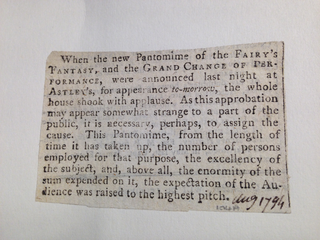 When the new Pantomime of the FAIRY'S
FANTASY, and the GRAND CHANGE OF PER-
FORMANCE, were announced last night at
ASTLEY'S, for appearance to-morrow, the whole
house shook with applause. As this approbation
may appear somewhat strange to a part of the
public, it is necessary, perhaps, to assign the
cause. This Pantomime, from the length of
time it has taken up, the number of persons
employed for that purpose, the excellency of
the subject, and, above all, the enormity of the
sum expended on it, the expectation of the Au-
dience was raised to the highest pitch.
Aug 1794